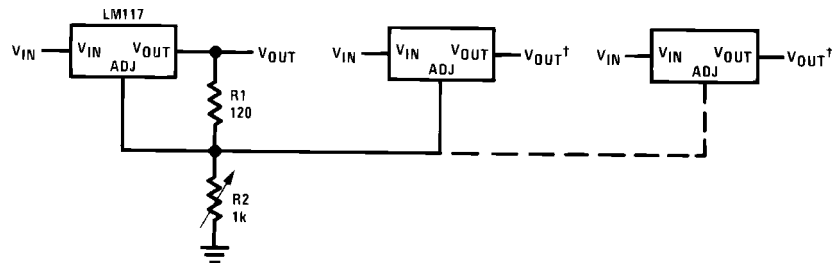 LM117
VIN VIN VOUT VOUT
ADJ
R1
120
R2
1k
VIN VIN VOUT VOUT†
ADJ
VIN VIN VOUT VOUT†
ADJ